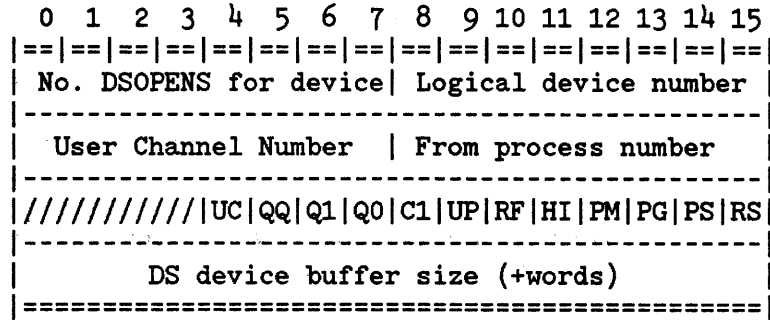 0 1 2 3 4 5 6 7 8 9 10 11 12 13 14 15
|==|==|==|==|==|==|==|==|==|==|==|==|==|==|==|==|
| No. DSOPENS for device| Logical device number |
|-----------------------------------------------|
| User Channel Number | From process number |
|-----------------------------------------------|
|///////////|UC|QQ|Q1|Q0|C1|UP|RF|HI|PM|PG|PS|RS|
|-----------------------------------------------|
| DS device buffer size (+words) |
|===============================================|